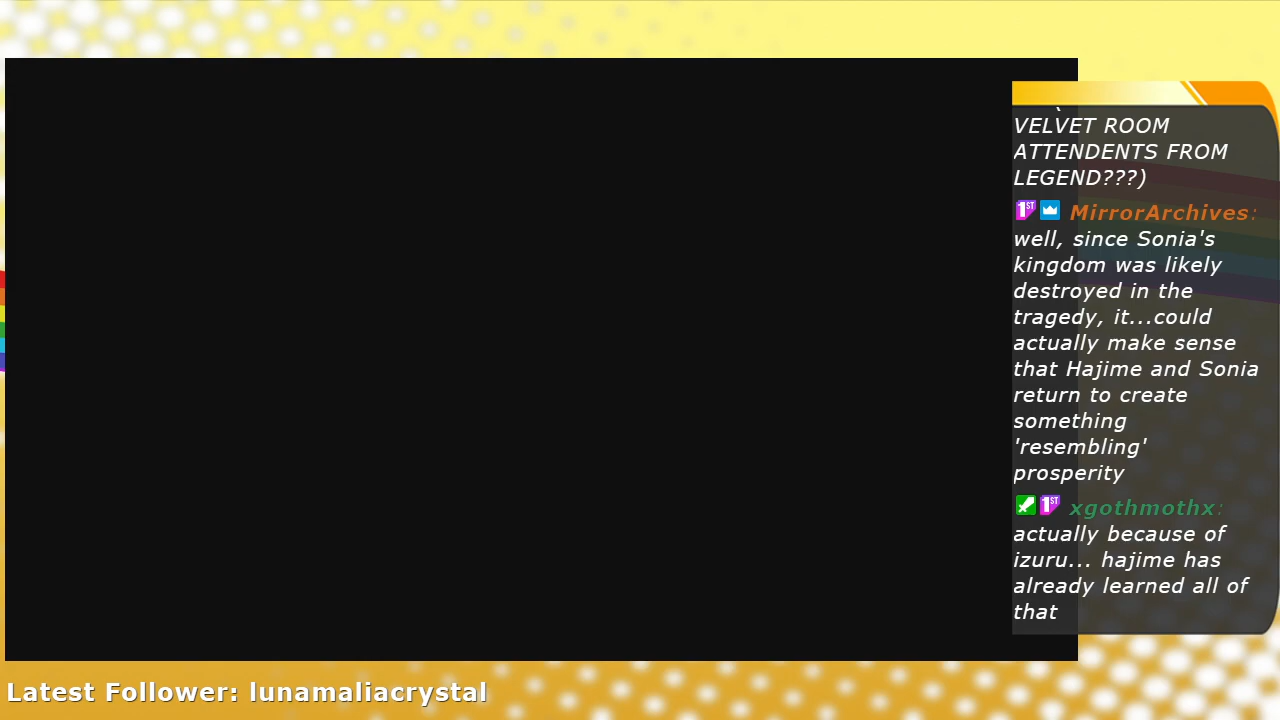 VELVET ROOM
ATTENDENTS FROM
LEGEND???)
1ST MirrorArchives:
well, since Sonia's
kingdom was likely
destroyed in the
tragedy, it...could
actually make sense
that Hajime and Sonia
return to create
something
'resembling'
prosperity
1ST xgothmothx:
actually because of
izuru... hajime has
already learned all of
that
Latest Follower: lunamaliacrystal